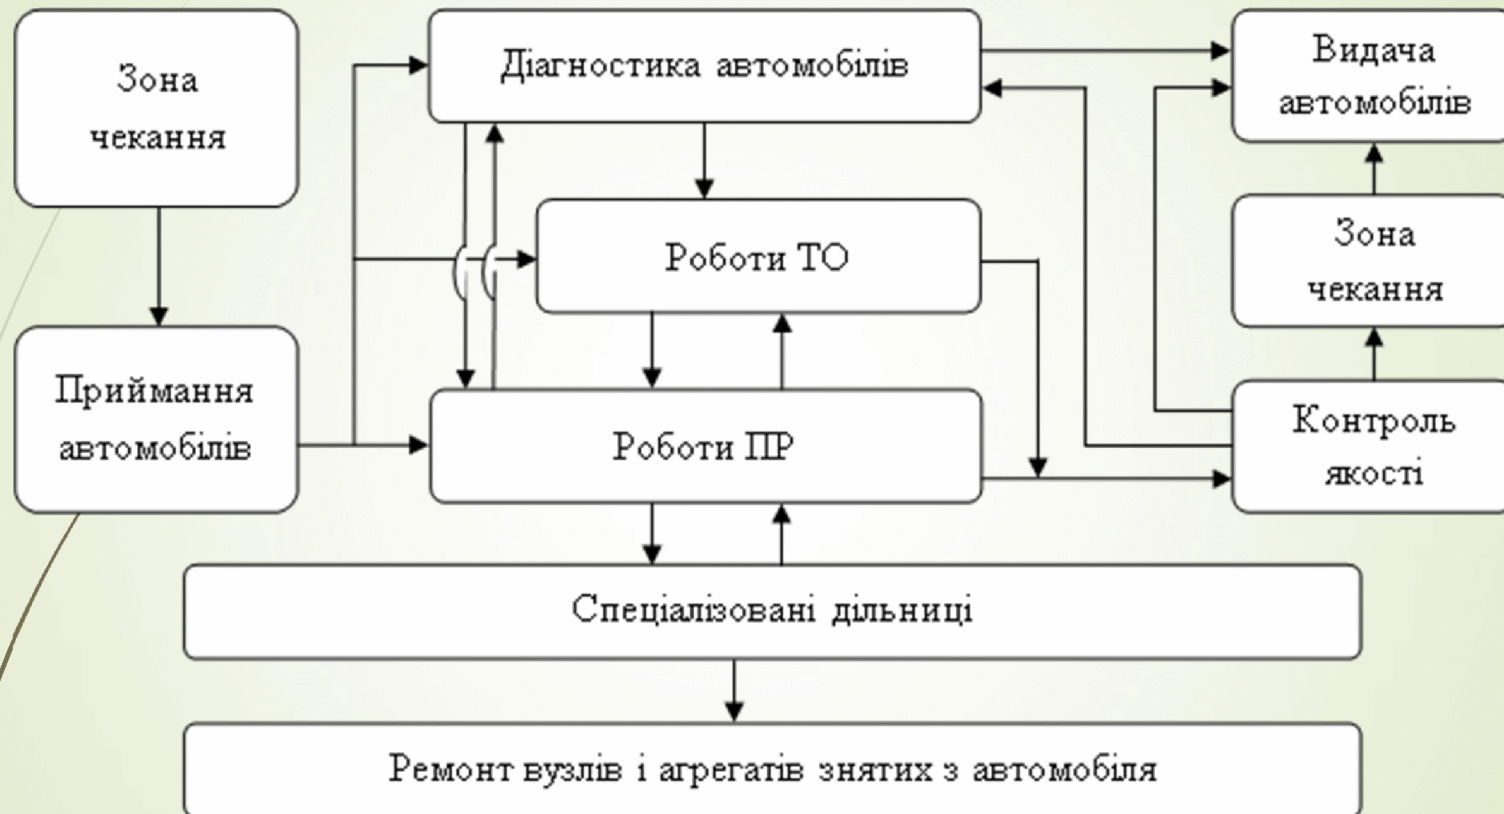 Зона
чекання
Діагностика автомобілів
Видача
автомобілів
Роботи ТО
Зона
чекання
Приймання
автомобілів
Роботи ПР
Контроль
якості
Спеціалізовані дільниці
Ремонт вузлів і агрегатів знятих з автомобіля